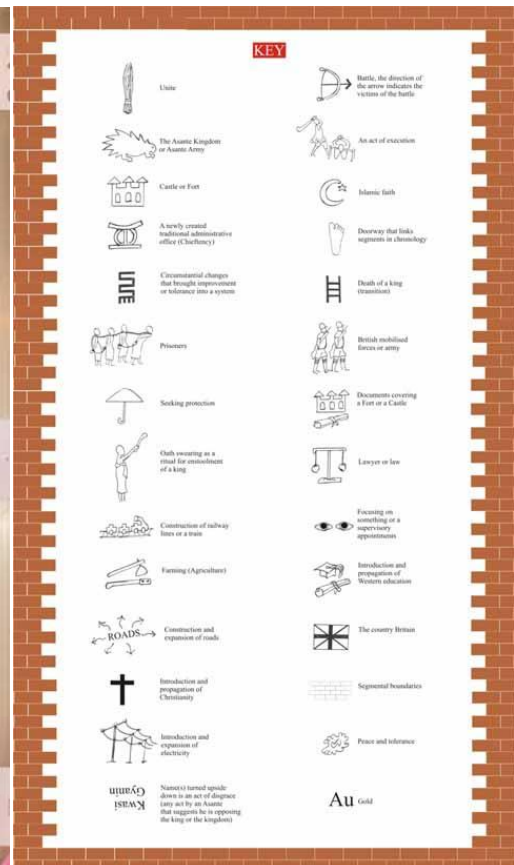 KEY
Unite
The Asante Kingdom
or Asante Army
Castle or Fort
A newly created
traditional administrative
office (Chieftency)
Circumstantial changes
that brought improvement
or tolerance into a system
Prisoners
Seeking protection
Oath swearing as a
ritual for enstoolment
of a king
Construction of railway
lines or a train
Farming (Agriculture)
ROADS
Construction and
expansion of roads
Introduction and
propagation of
Christianity
Introduction and
expansion of
electricity
Kwasi
Gyanin
Name(s) turned upside
down is an act of disgrace
(any act by an Asante
that suggests he is opposing
the king or the kingdom)
Battle, the direction of
the arrow indicates the
victims of the battle
An act of execution
Islamic faith
Doorway that links
segments in chronology
Death of a king
(transition)
British mobilised
forces or army
Documents covering
a Fort or a Castle
Lawyer or law
Focusing on
something or a
supervisory
appointments
Introduction and
propagation of
Western education
The country Britain
Segmental boundaries
Peace and tolerance
Au Gold